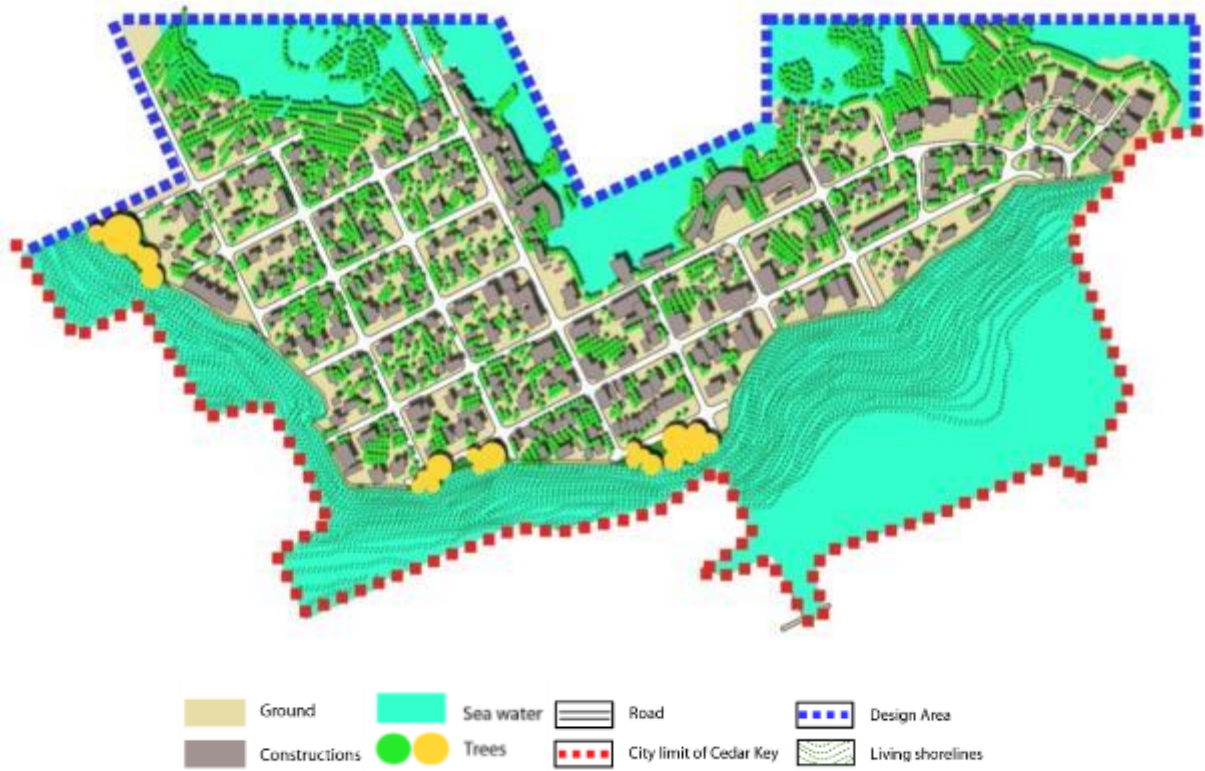 Ground
Sea water
Road
Design Area
Constructions
Trees
City limit of Cedar Key
Living shorelines